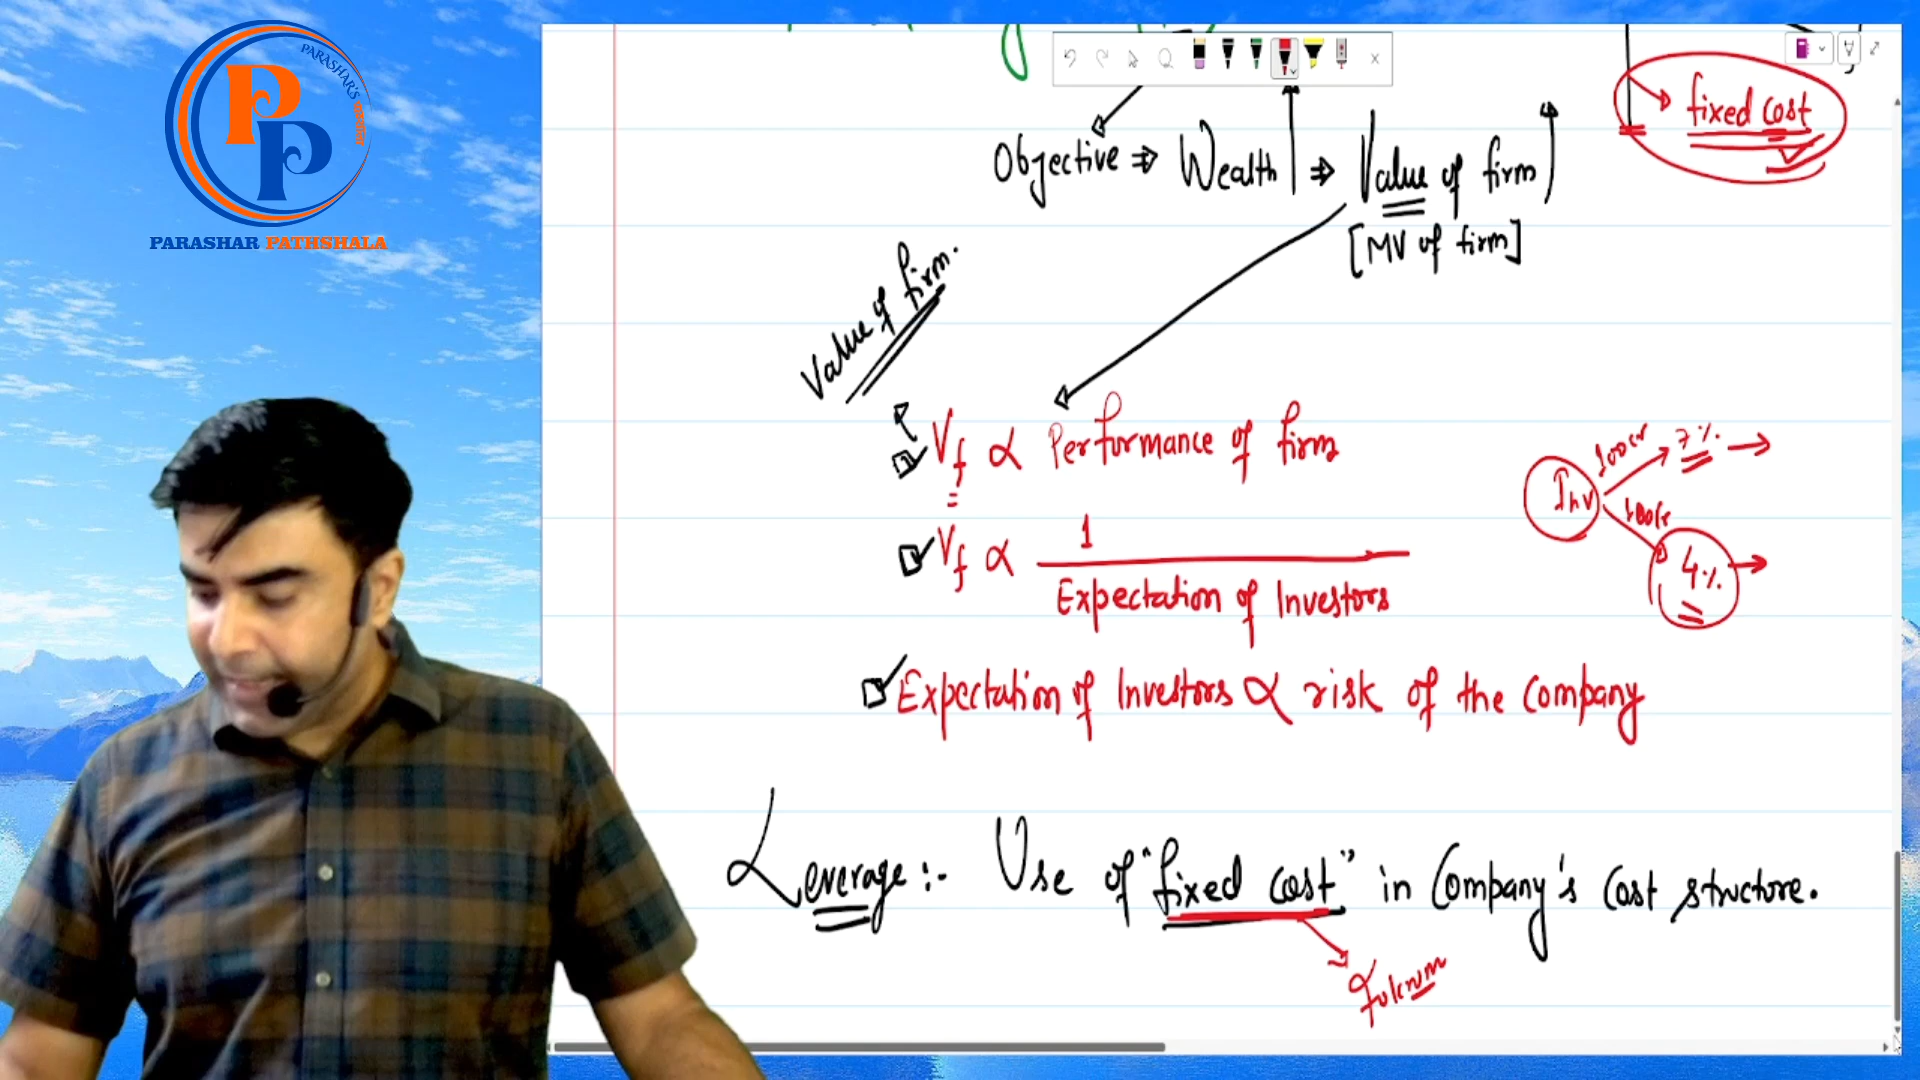 PARASHAR'S
PP
PARASHAR PATHSHALA
fixed cost
Objective ⇒ Wealth ⇒ Value of firm
[MV of firm]
Value of firm.
Vf ∝ Performance of firm
Vf ∝ 1
Expectation of Investors
Inv
100cr 7%
100cr 4%
Expectation of Investors ∝ risk of the Company
Leverage :- Use of "fixed cost" in Company's Cost structure.
Fulcrum